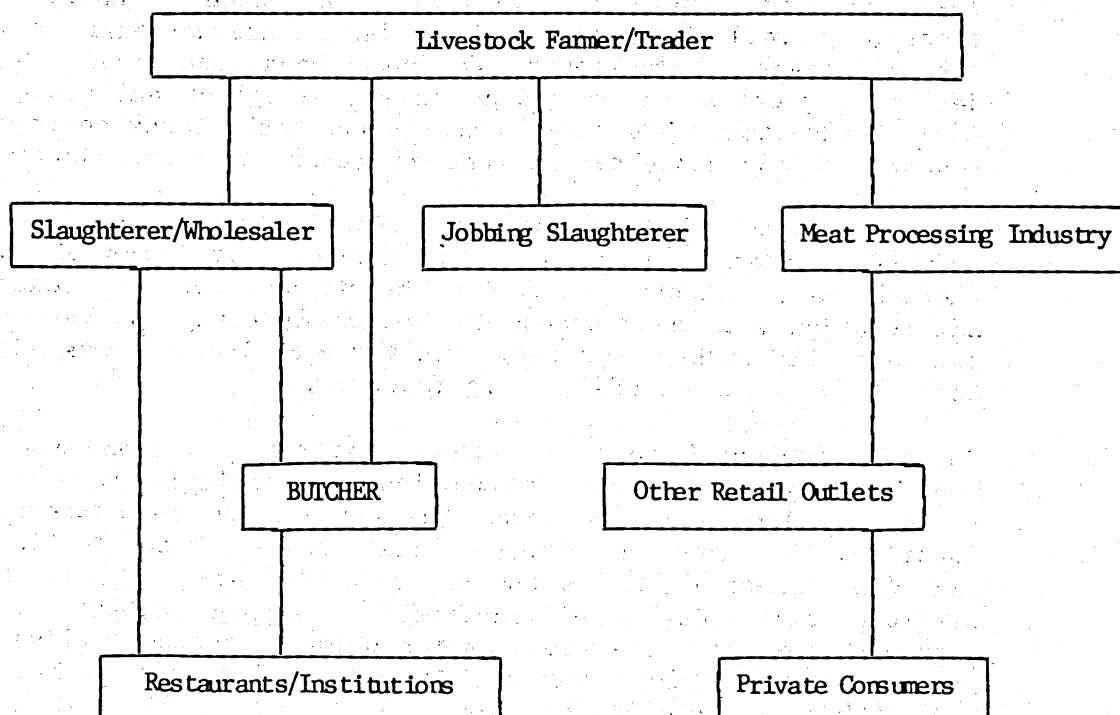 Livestock Farmer/Trader
Slaughterer/Wholesaler
Jobbing Slaughterer
Meat Processing Industry
BUTCHER
Other Retail Outlets
Restaurants/Institutions
Private Consumers